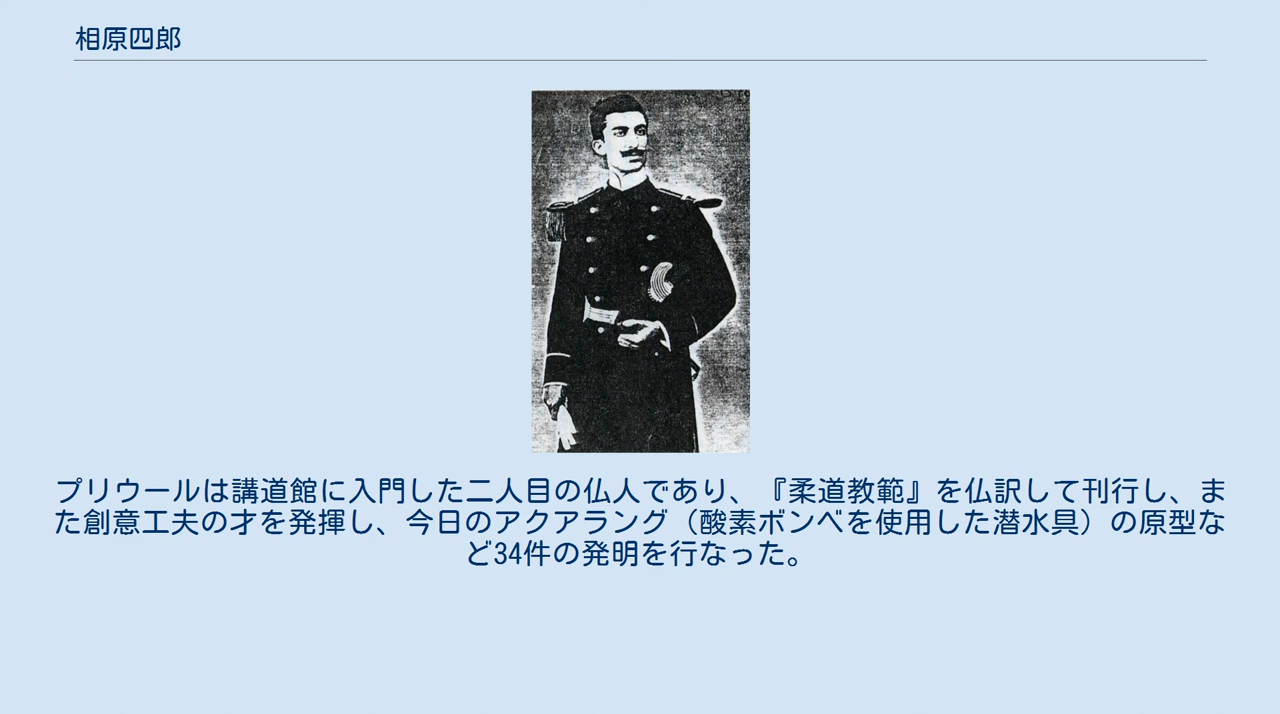 相原四郎
プリウールは講道館に入門した二人目の仏人であり、『柔道教範』を仏訳して刊行し、ま
た創意工夫の才を発揮し、今日のアクアラング（酸素ボンベを使用した潜水具）の原型な
ど34件の発明を行なった。